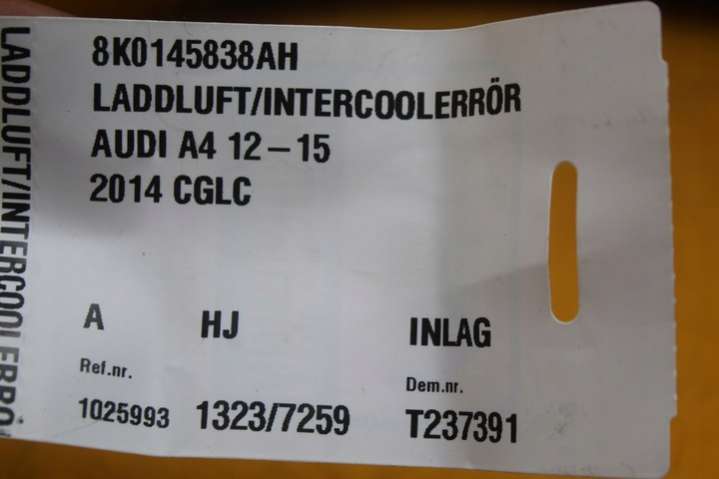 8K0145838AH
LADDLUFT/INTERCOOLERRÖR
AUDI A4 12-15
2014 CGLC
A HJ INLAG
Ref.nr. Dem.nr.
1025993 1323/7259 T237391
LADDLUFT/INTERCOOLERRÖ